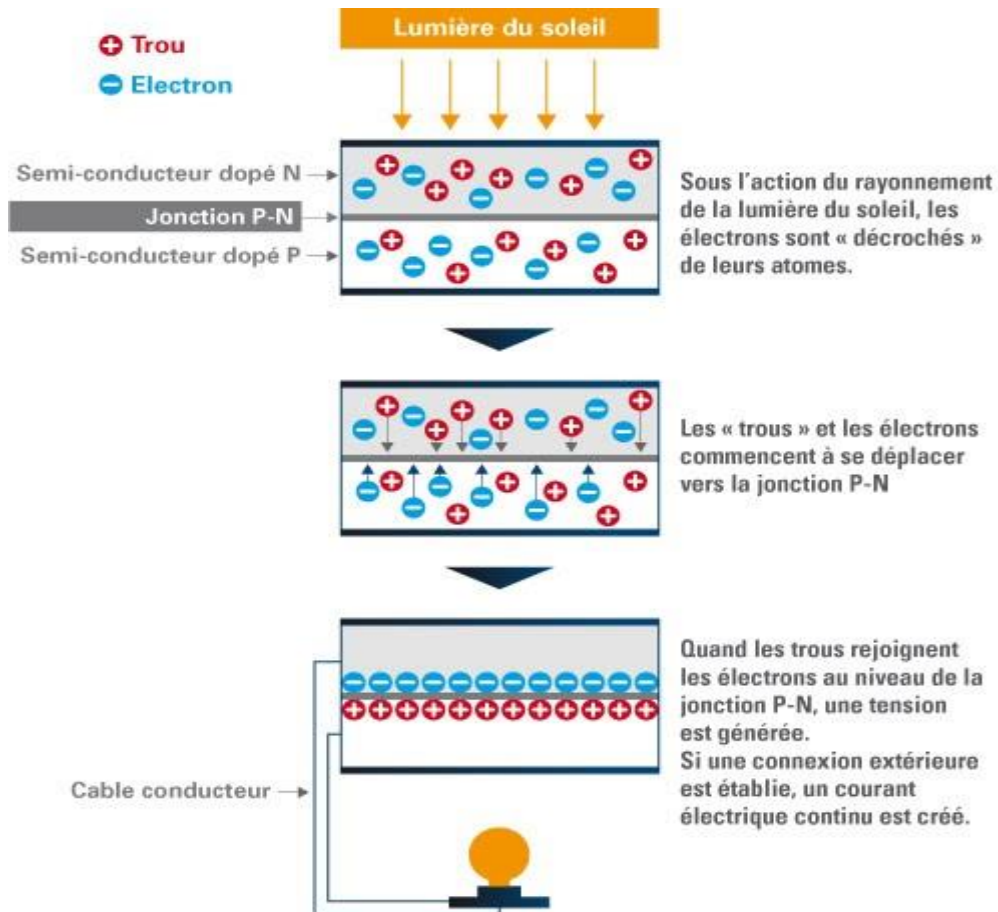 Lumière du soleil
Trou
Electron
Semi-conducteur dopé N
Jonction P-N
Semi-conducteur dopé P
Sous l'action du rayonnement
de la lumière du soleil, les
électrons sont « décrochés »
de leurs atomes.
Les « trous » et les électrons
commencent à se déplacer
vers la jonction P-N
Quand les trous rejoignent
les électrons au niveau de la
jonction P-N, une tension
est générée.
Si une connexion extérieure
est établie, un courant
électrique continu est créé.
Cable conducteur